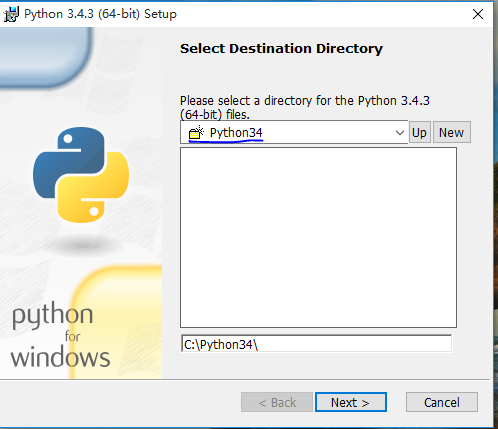 Python 3.4.3 (64-bit) Setup
Select Destination Directory
Please select a directory for the Python 3.4.3
(64-bit) files.
Python34
Up
New
C:\Python34\
python
for
windows
< Back
Next >
Cancel